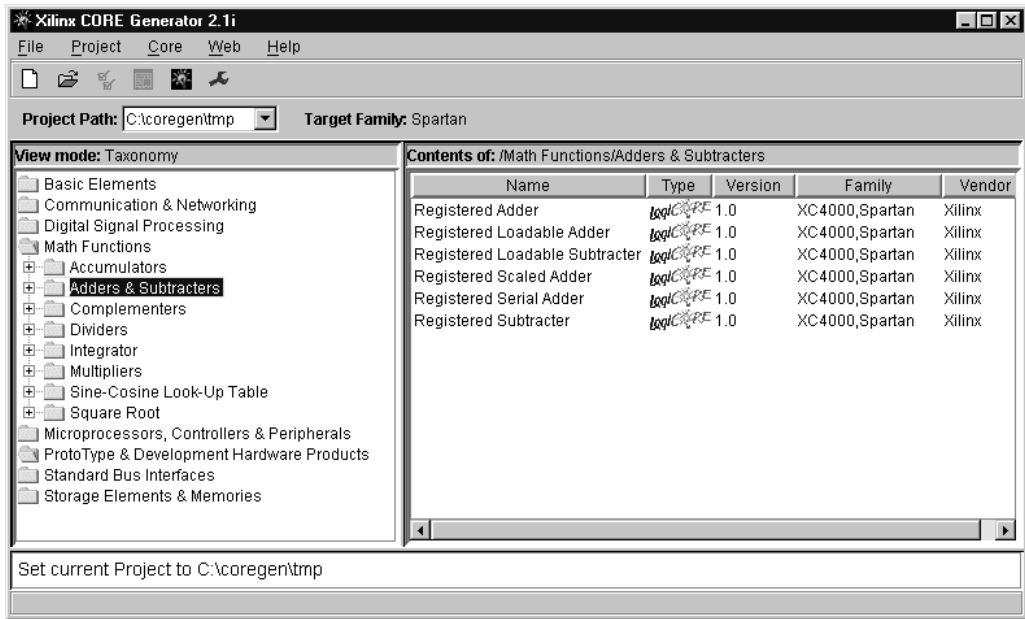 Xilinx CORE Generator 2.1i
File Project Core Web Help
Project Path: C:\coregen\tmp Target Family: Spartan
View mode: Taxonomy
Basic Elements
Communication & Networking
Digital Signal Processing
Math Functions
Accumulators
Adders & Subtracters
Complementers
Dividers
Integrator
Multipliers
Sine-Cosine Look-Up Table
Square Root
Microprocessors, Controllers & Peripherals
ProtoType & Development Hardware Products
Standard Bus Interfaces
Storage Elements & Memories
Contents of: /Math Functions/Adders & Subtracters
Name Type Version Family Vendor
Registered Adder logiCORE 1.0 XC4000,Spartan Xilinx
Registered Loadable Adder logiCORE 1.0 XC4000,Spartan Xilinx
Registered Loadable Subtracter logiCORE 1.0 XC4000,Spartan Xilinx
Registered Scaled Adder logiCORE 1.0 XC4000,Spartan Xilinx
Registered Serial Adder logiCORE 1.0 XC4000,Spartan Xilinx
Registered Subtracter logiCORE 1.0 XC4000,Spartan Xilinx
Set current Project to C:\coregen\tmp